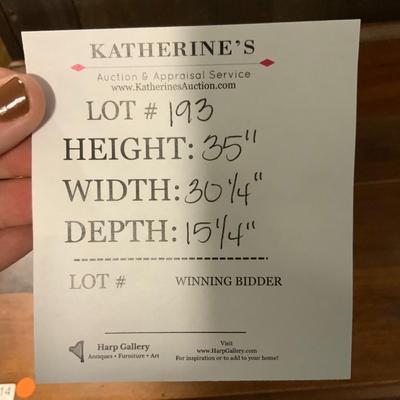 KATHERINE'S
Auction & Appraisal Service
www.KatherinesAuction.com
LOT # 193
HEIGHT: 35"
WIDTH: 30 1/4"
DEPTH: 15 1/4"
LOT # WINNING BIDDER
Harp Gallery
Antiques • Furniture • Art
Visit
www.HarpGallery.com
For inspiration or to add to your home!